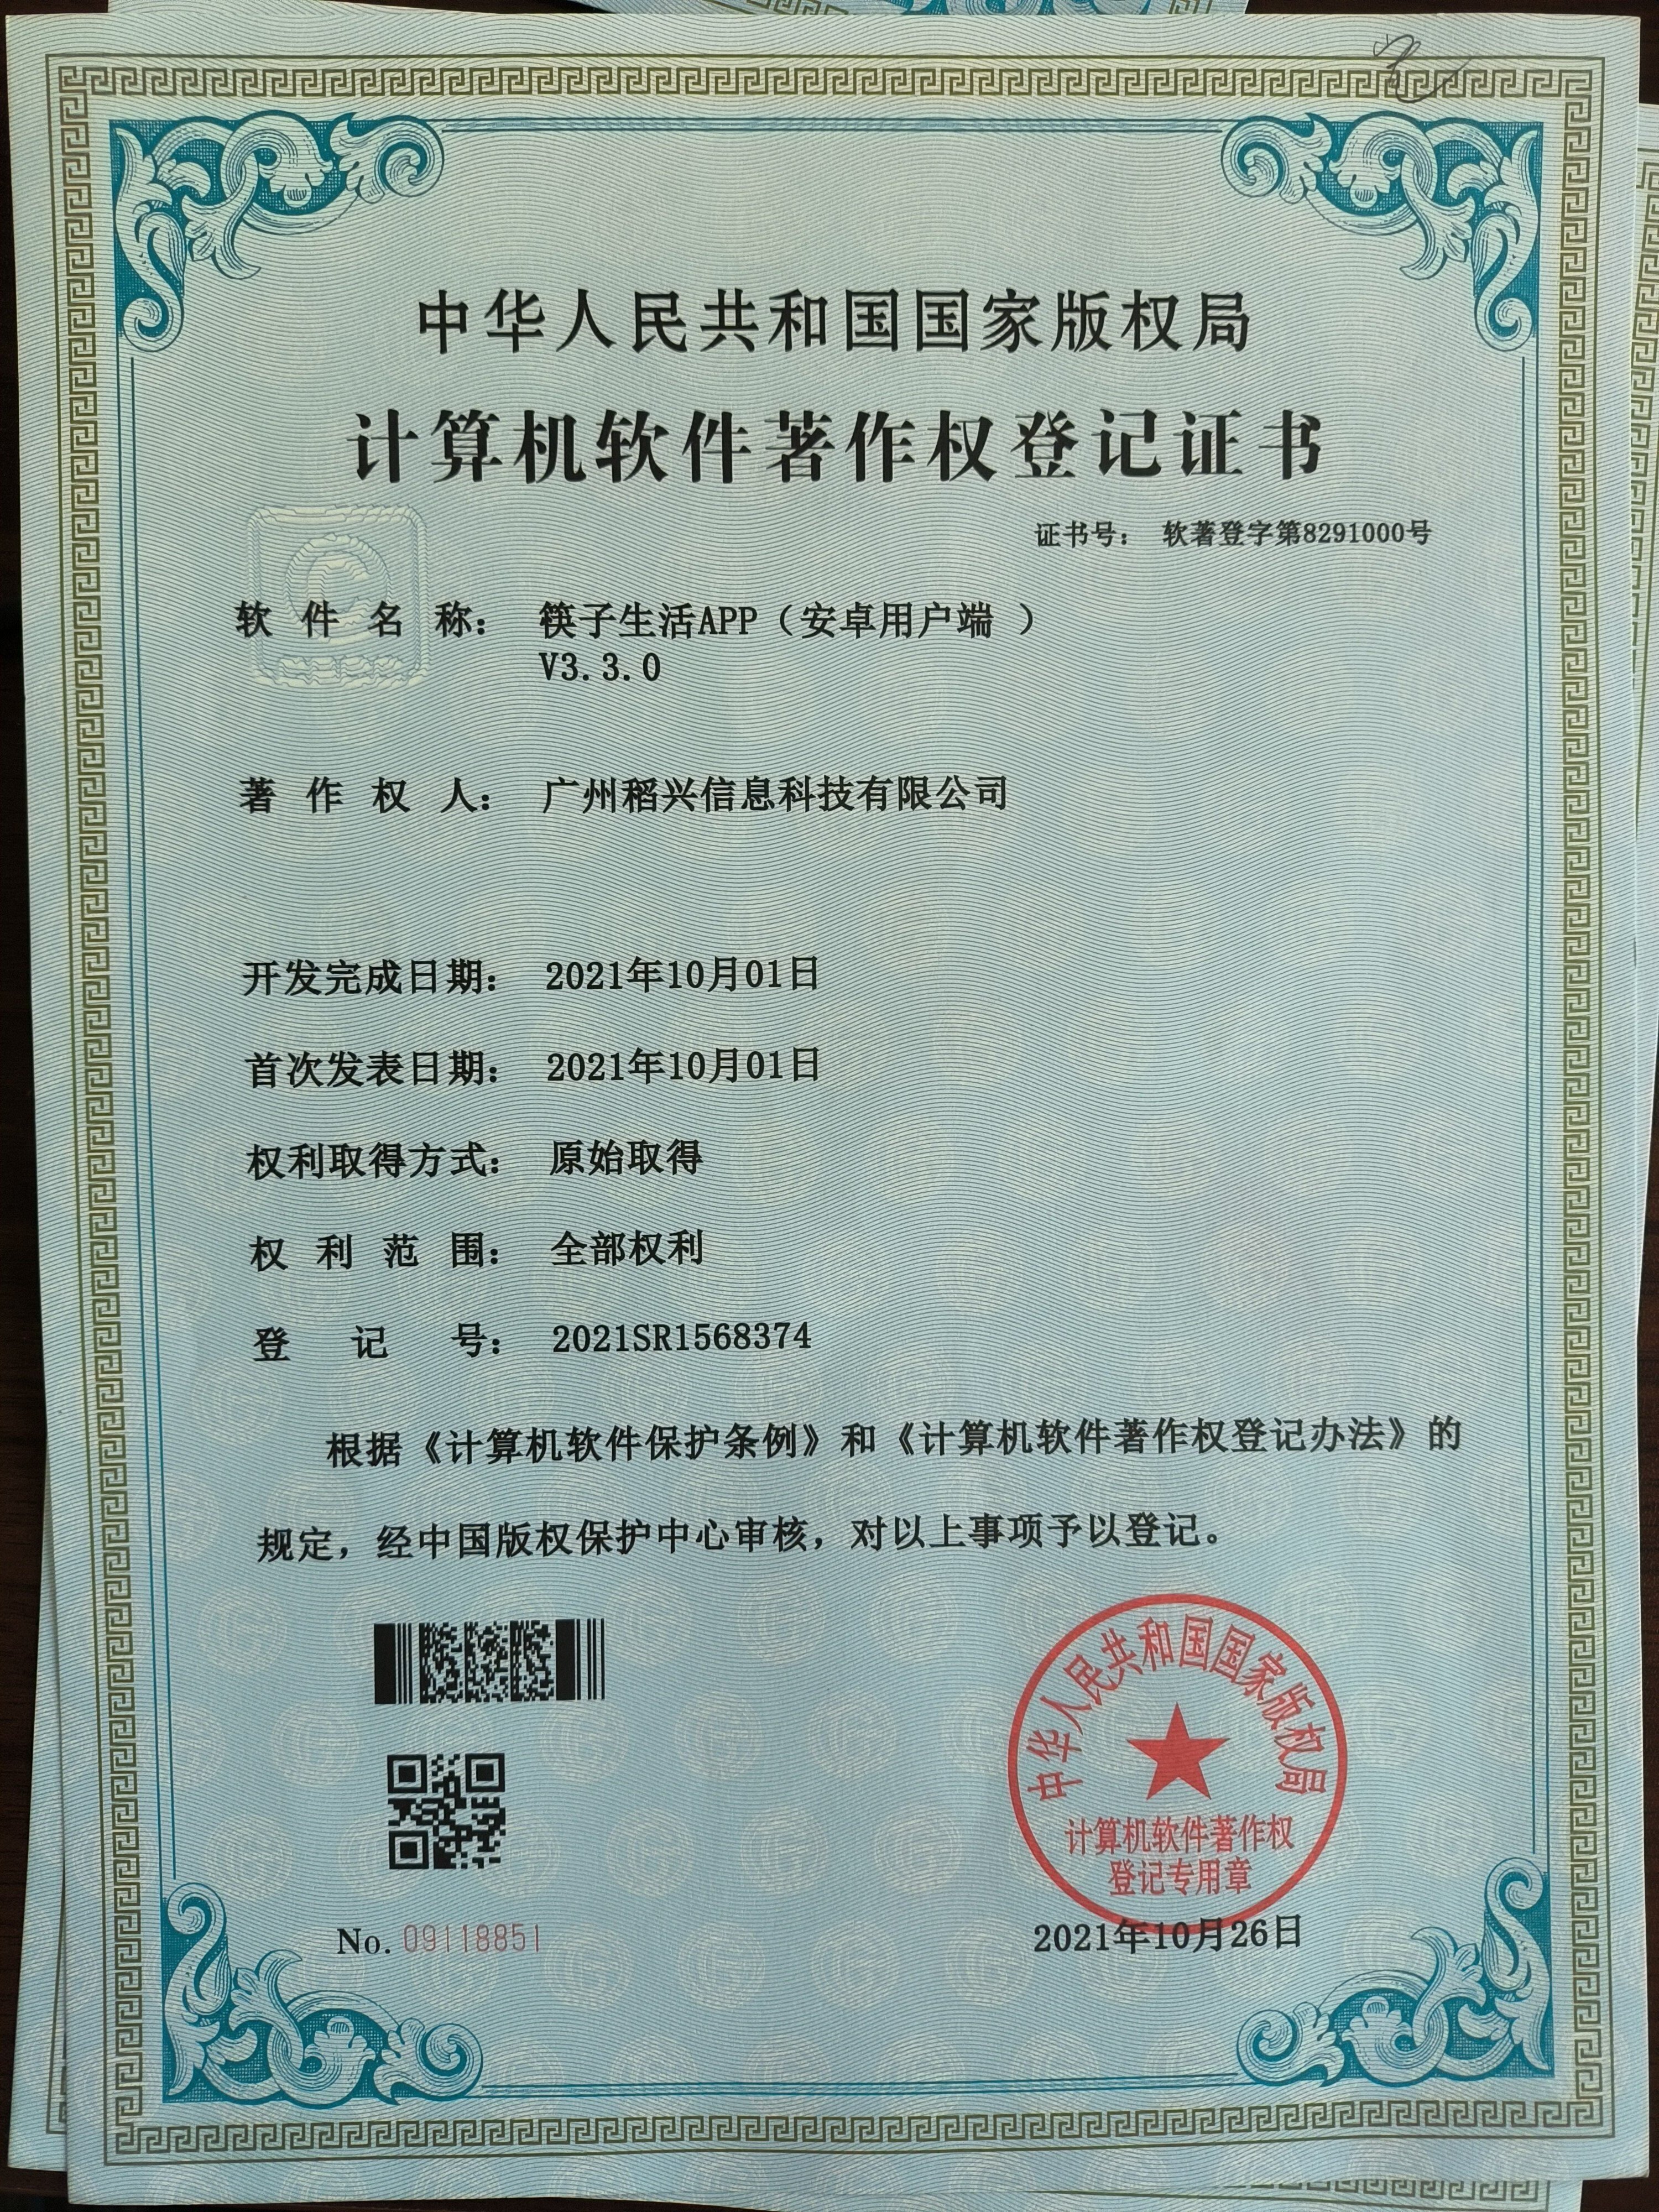 中华人民共和国国家版权局
计算机软件著作权登记证书
证书号： 软著登字第8291000号
软件名称： 筷子生活APP（安卓用户端 ）
V3.3.0
著作权人： 广州稻兴信息科技有限公司
开发完成日期： 2021年10月01日
首次发表日期： 2021年10月01日
权利取得方式： 原始取得
权利范围： 全部权利
登记号： 2021SR1568374
根据《计算机软件保护条例》和《计算机软件著作权登记办法》的
规定，经中国版权保护中心审核，对以上事项予以登记。
中华人民共和国国家版权局
计算机软件著作权
登记专用章
No. 09118851
2021年10月26日